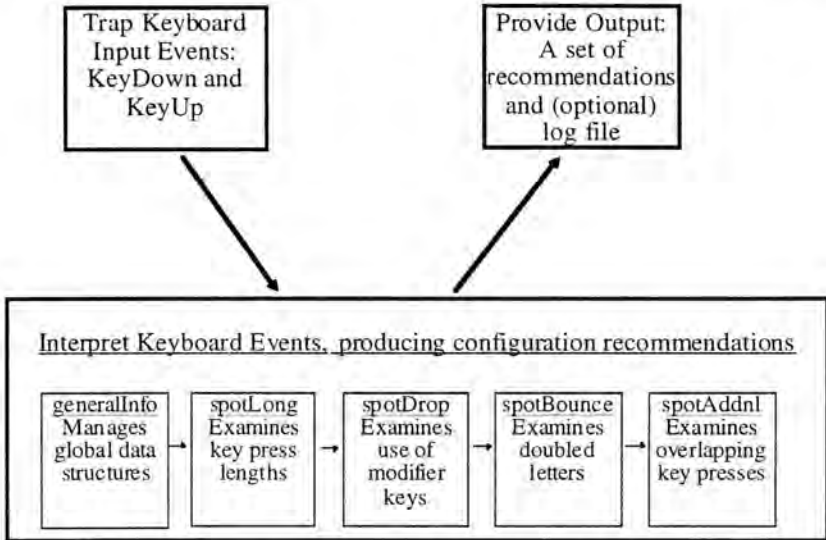 Trap Keyboard
Input Events:
KeyDown and
KeyUp
Provide Output:
A set of
recommendations
and (optional)
log file
Interpret Keyboard Events, producing configuration recommendations
generalInfo
Manages
global data
structures
spotLong
Examines
key press
lengths
spotDrop
Examines
use of
modifier
keys
spotBounce
Examines
doubled
letters
spotAddnl
Examines
overlapping
key presses